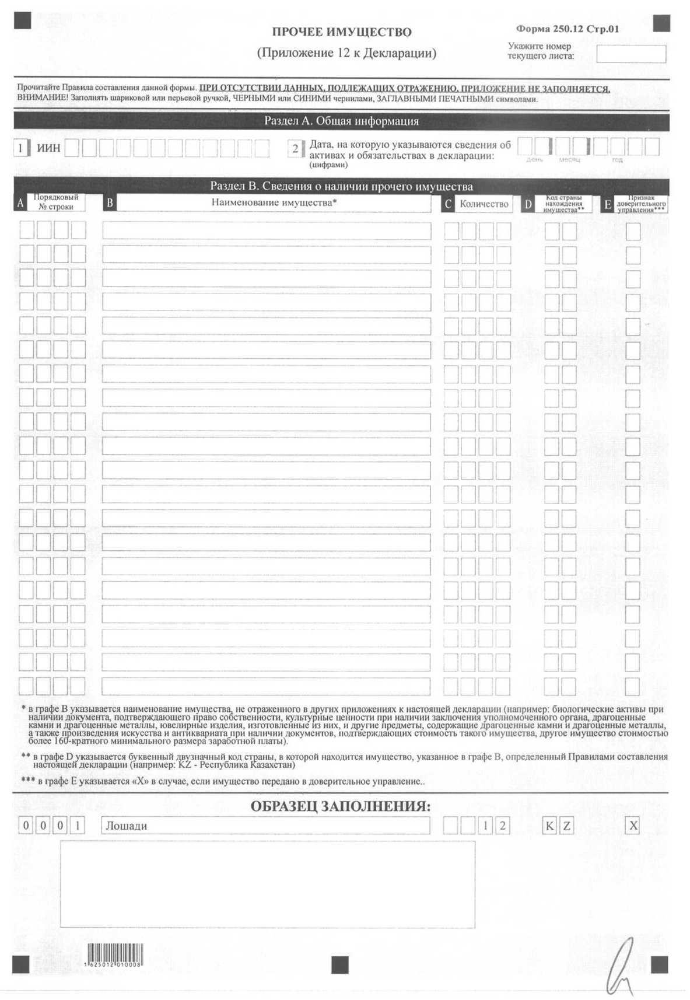 ПРОЧЕЕ ИМУЩЕСТВО
(Приложение 12 к Декларации)
Форма 250.12 Стр.01
Укажите номер
текущего листа:
Прочитайте Правила составления данной формы. ПРИ ОТСУТСТВИИ ДАННЫХ, ПОДЛЕЖАЩИХ ОТРАЖЕНИЮ, ПРИЛОЖЕНИЕ НЕ ЗАПОЛНЯЕТСЯ.
ВНИМАНИЕ! Заполнять шариковой или перьевой ручкой, ЧЕРНЫМИ или СИНИМИ чернилами, ЗАГЛАВНЫМИ ПЕЧАТНЫМИ символами.
Раздел А. Общая информация
1 ИИН
2 Дата, на которую указываются сведения об
активах и обязательствах в декларации:
(цифрами)
день месяц год
Раздел В. Сведения о наличии прочего имущества
A Порядковый
№ строки
B Наименование имущества*
C Количество
D Код страны
нахождения
имущества**
E Признак
доверительного
управления***
* в графе В указывается наименование имущества, не отраженного в других приложениях к настоящей декларации (например: биологические активы при
наличии документа, подтверждающего право собственности, культурные ценности при наличии заключения уполномоченного органа, драгоценные
камни и драгоценные металлы, ювелирные изделия, изготовленные из них, и другие предметы, содержащие драгоценные камни и драгоценные металлы,
а также произведения искусства и антиквариата при наличии документов, подтверждающих стоимость такого имущества, другое имущество стоимостью
более 160-кратного минимального размера заработной платы).
** в графе D указывается буквенный двузначный код страны, в которой находится имущество, указанное в графе В, определенный Правилами составления
настоящей декларации (например: KZ - Республика Казахстан)
*** в графе Е указывается «X» в случае, если имущество передано в доверительное управление..
ОБРАЗЕЦ ЗАПОЛНЕНИЯ:
0 0 0 1 Лошади 1 2 K Z X
1 625012 010008